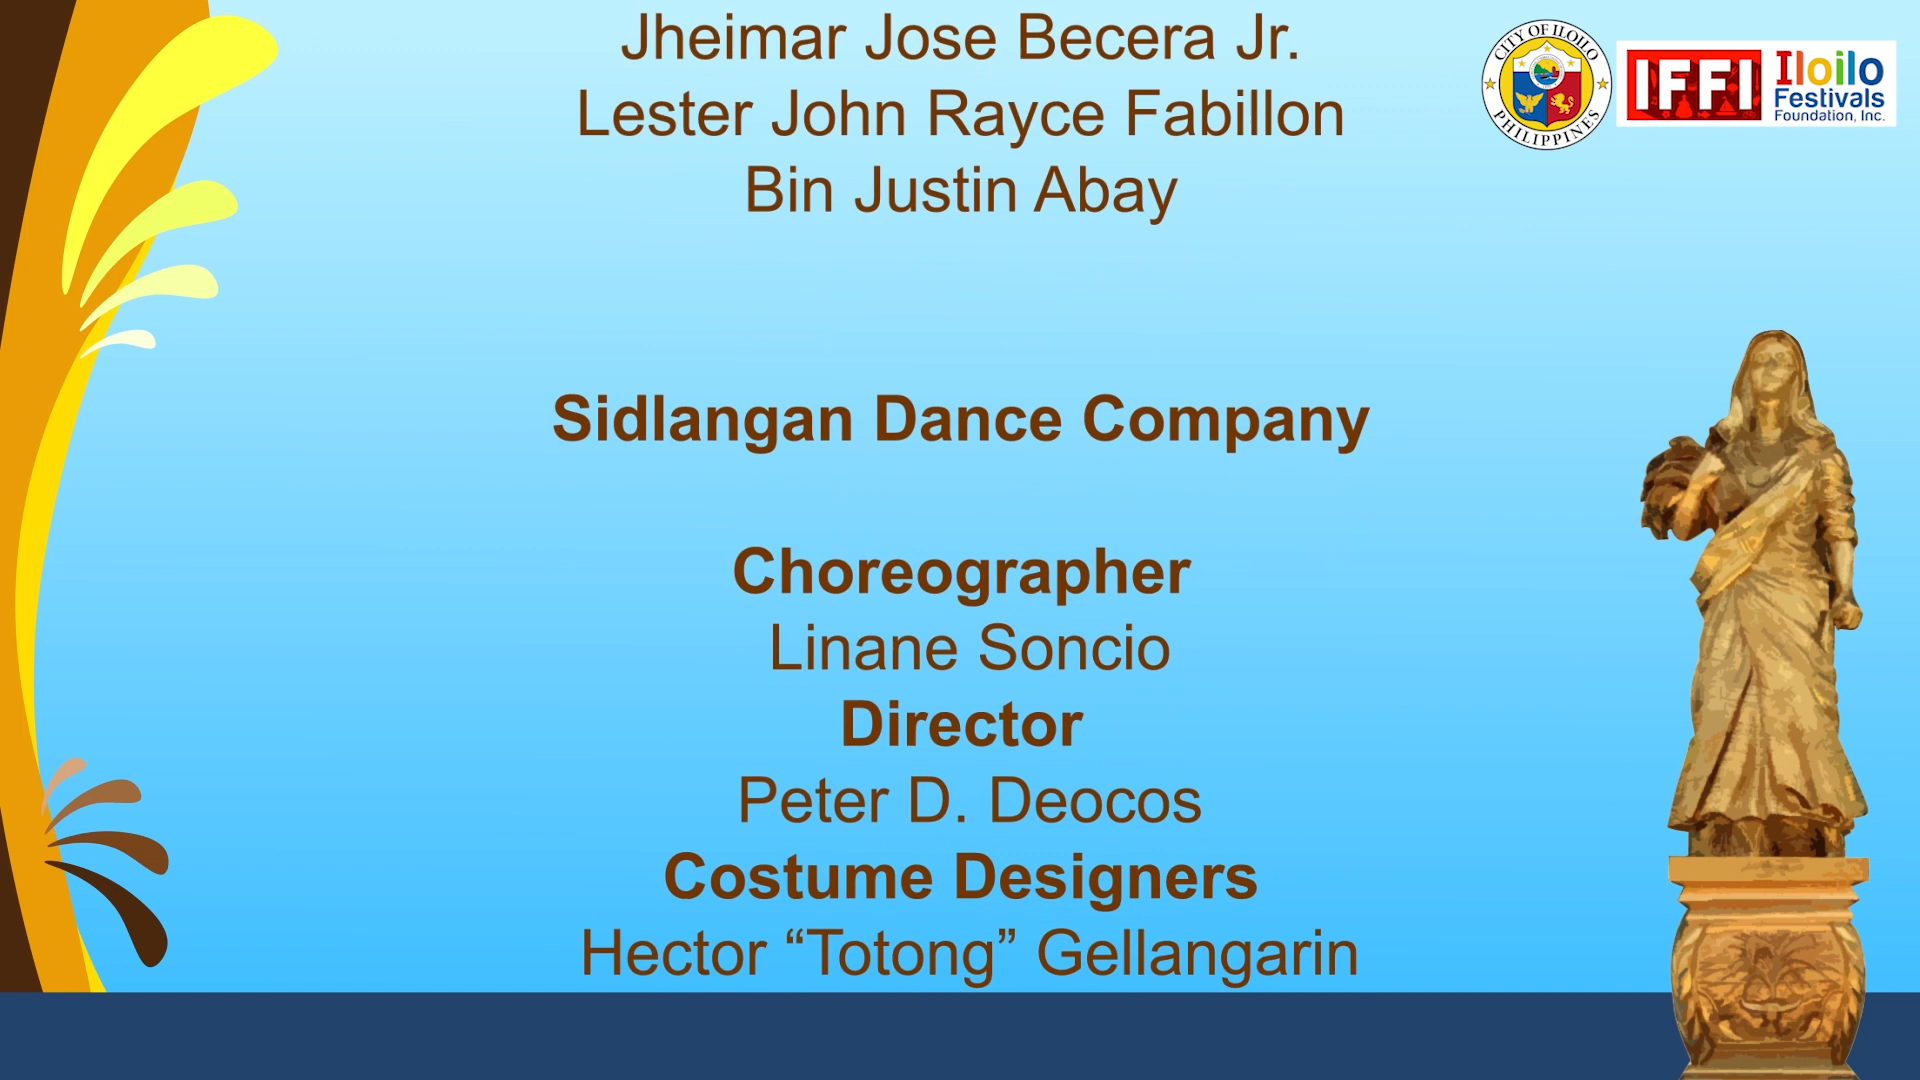 Jheimar Jose Becera Jr.
Lester John Rayce Fabillon
Bin Justin Abay
CITY OF ILOILO
PHILIPPINES
IFFI
Iloilo
Festivals
Foundation, Inc.
Sidlangan Dance Company
Choreographer
Linane Soncio
Director
Peter D. Deocos
Costume Designers
Hector “Totong” Gellangarin